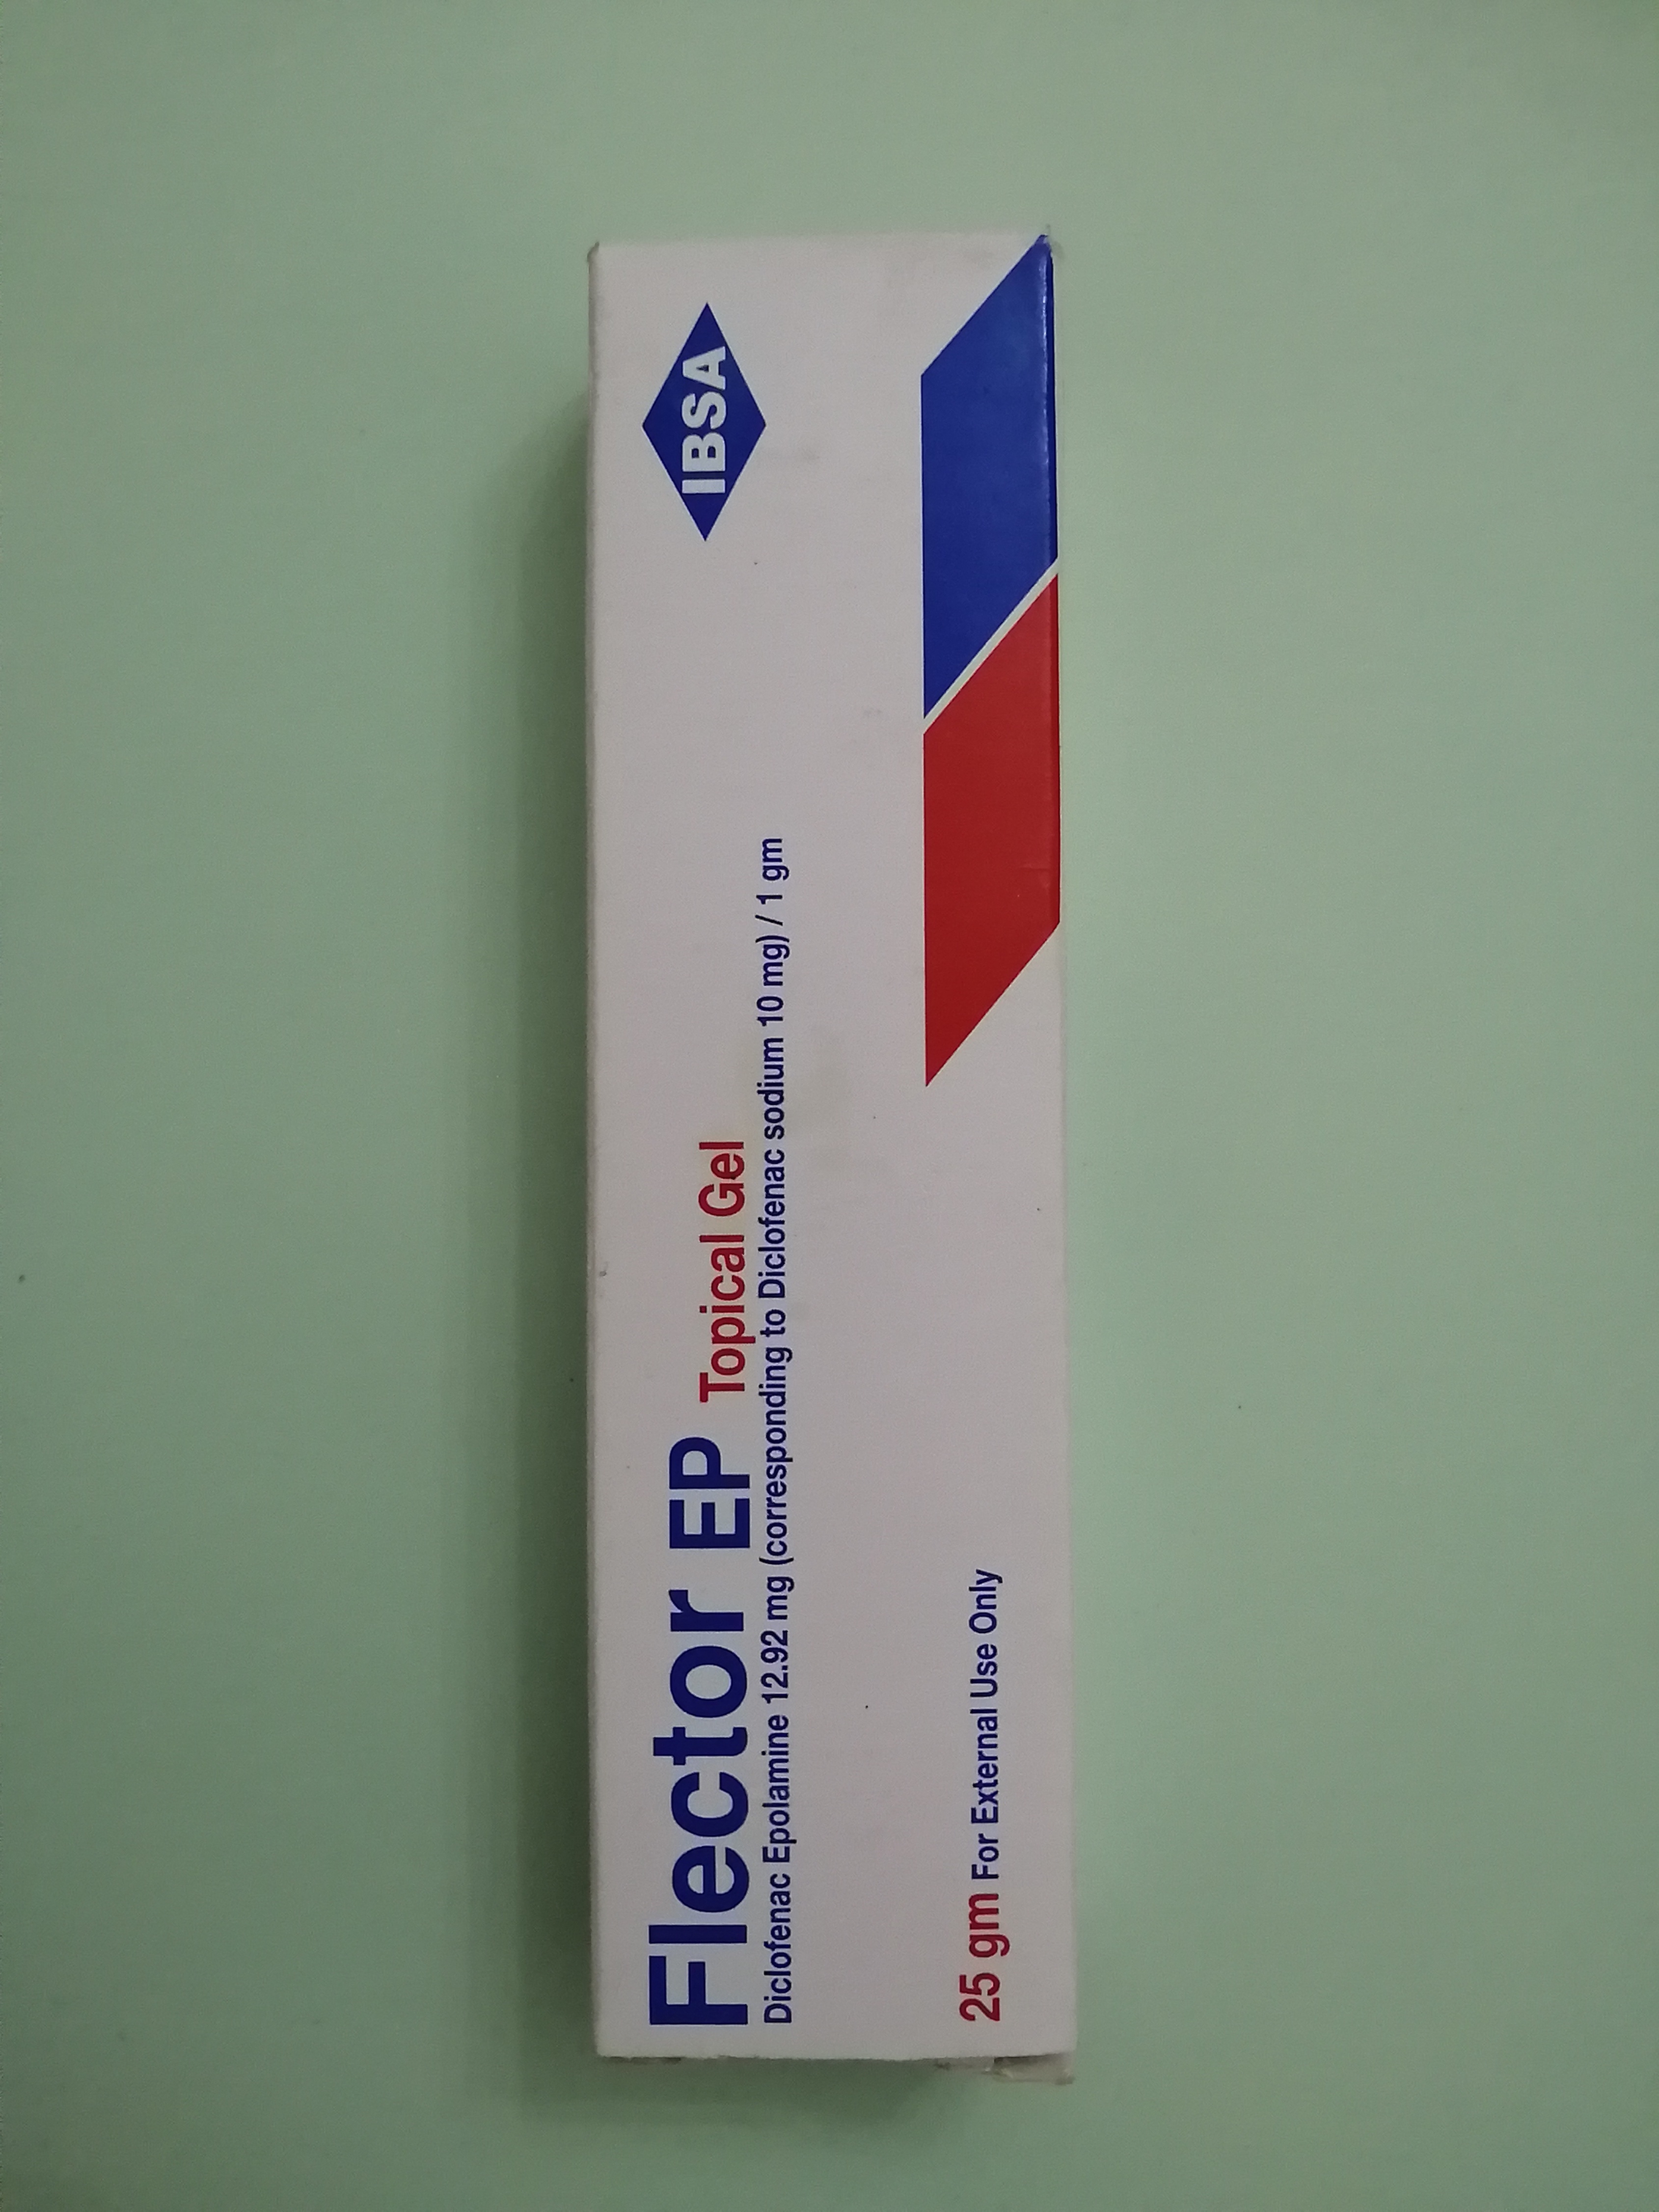 Flector EP Topical Gel
Diclofenac Epolamine 12.92 mg (corresponding to Diclofenac sodium 10 mg) / 1 gm
IBSA
25 gm For External Use Only